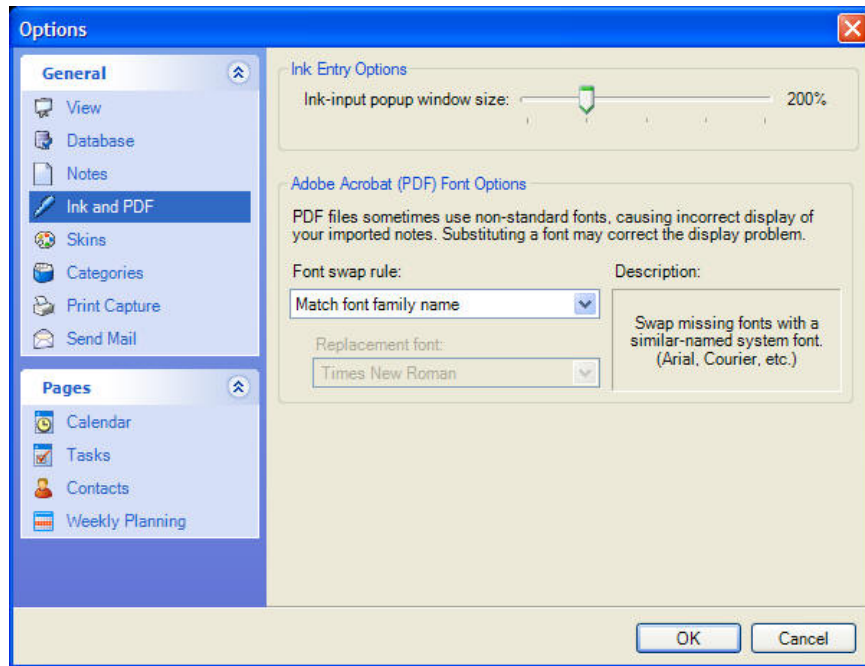 Options
General
View
Database
Notes
Ink and PDF
Skins
Categories
Print Capture
Send Mail
Pages
Calendar
Tasks
Contacts
Weekly Planning
Ink Entry Options
Ink-input popup window size:
200%
Adobe Acrobat (PDF) Font Options
PDF files sometimes use non-standard fonts, causing incorrect display of
your imported notes. Substituting a font may correct the display problem.
Font swap rule:
Match font family name
Replacement font:
Times New Roman
Description:
Swap missing fonts with a
similar-named system font.
(Arial, Courier, etc.)
OK
Cancel